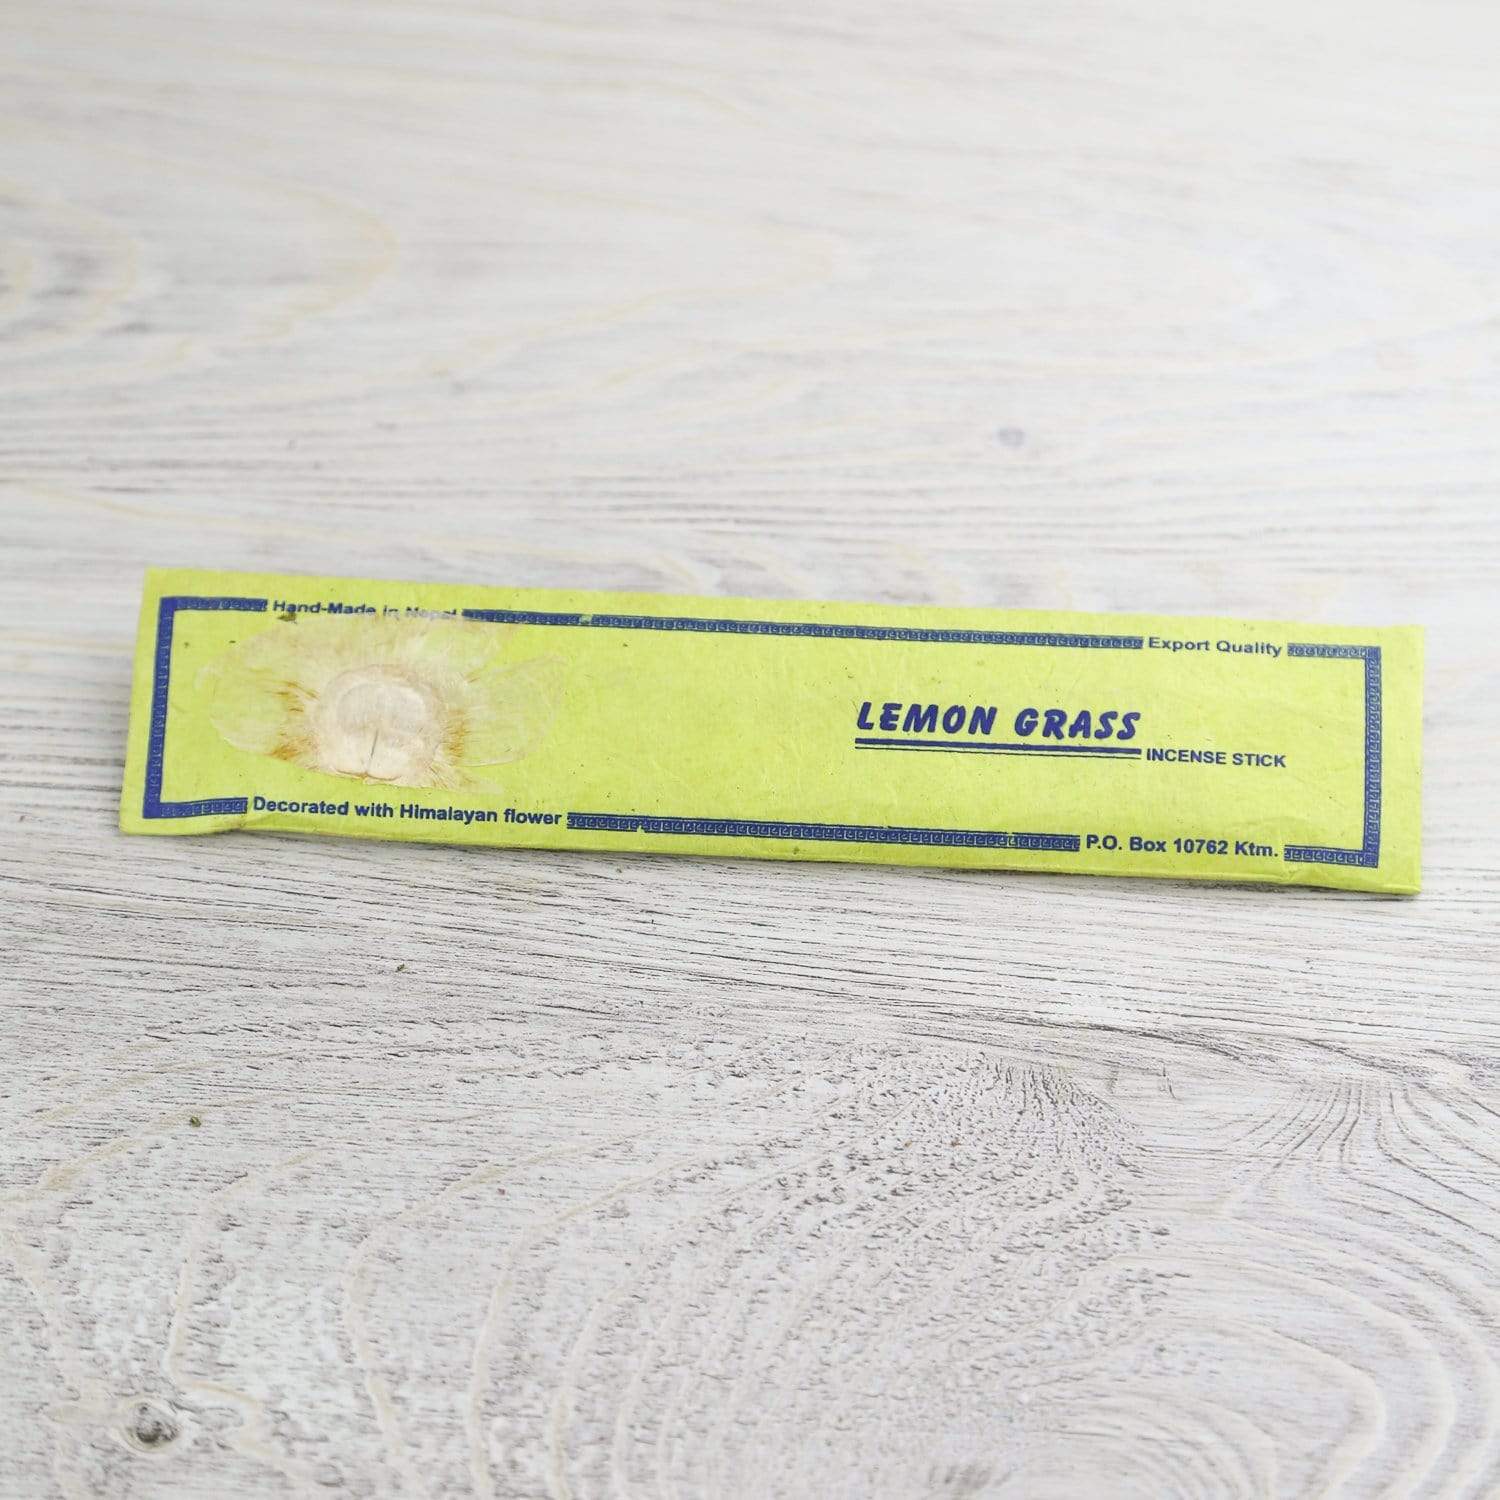 Hand-Made in Nepal
Export Quality
LEMON GRASS
INCENSE STICK
Decorated with Himalayan flower
P.O. Box 10762 Ktm.